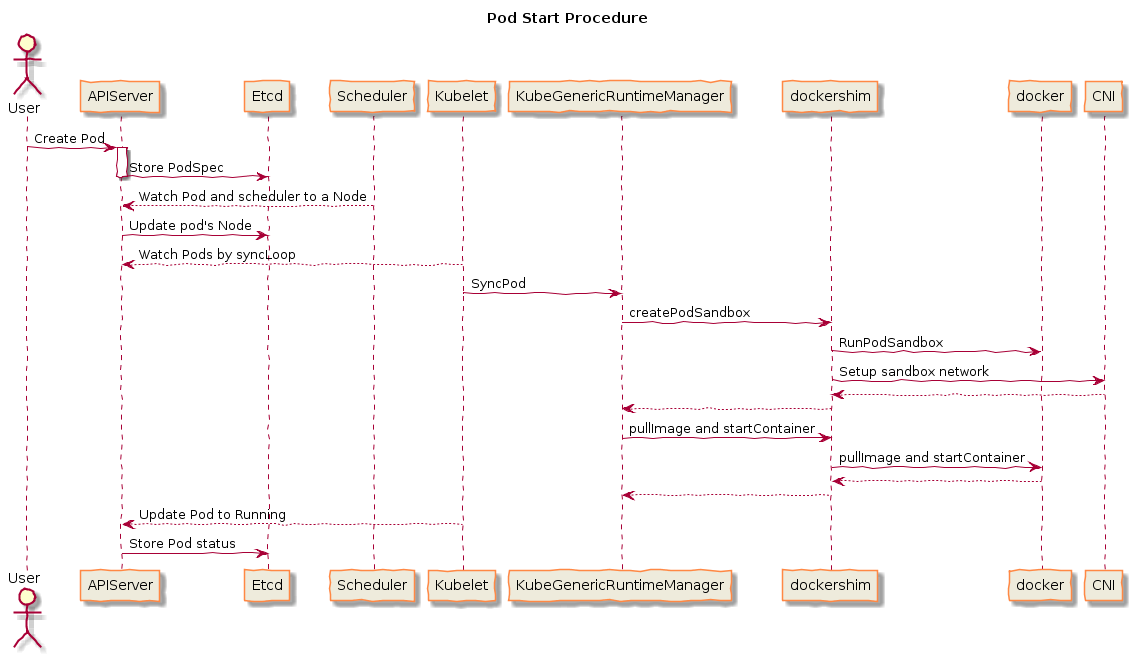 Pod Start Procedure
User
APIServer
Etcd
Scheduler
Kubelet
KubeGenericRuntimeManager
dockershim
docker
CNI
Create Pod
Store PodSpec
Watch Pod and scheduler to a Node
Update pod's Node
Watch Pods by syncLoop
SyncPod
createPodSandbox
RunPodSandbox
Setup sandbox network
pullImage and startContainer
pullImage and startContainer
Update Pod to Running
Store Pod status
User
APIServer
Etcd
Scheduler
Kubelet
KubeGenericRuntimeManager
dockershim
docker
CNI